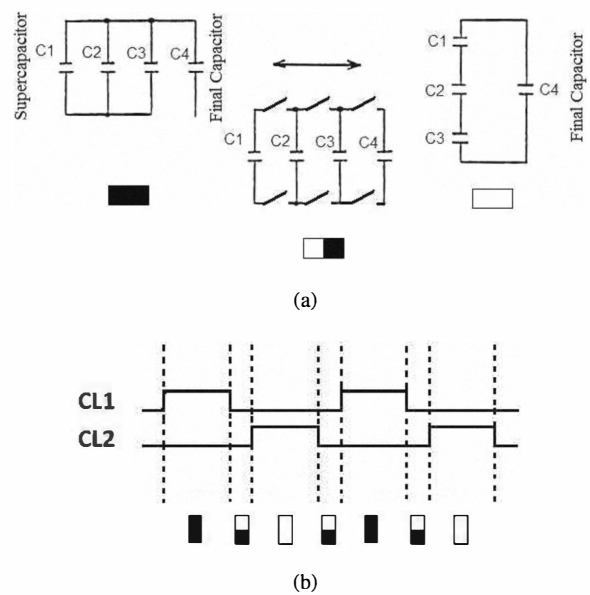 Supercapacitor
C1
C2
C3
C4
Final Capacitor
C1
C2
C3
C4
C1
C2
C3
C4
Final Capacitor
(a)
CL1
CL2
(b)